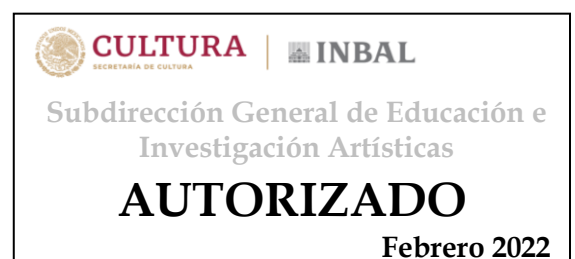 CULTURA
SECRETARÍA DE CULTURA
INBAL
Subdirección General de Educación e
Investigación Artísticas
AUTORIZADO
Febrero 2022